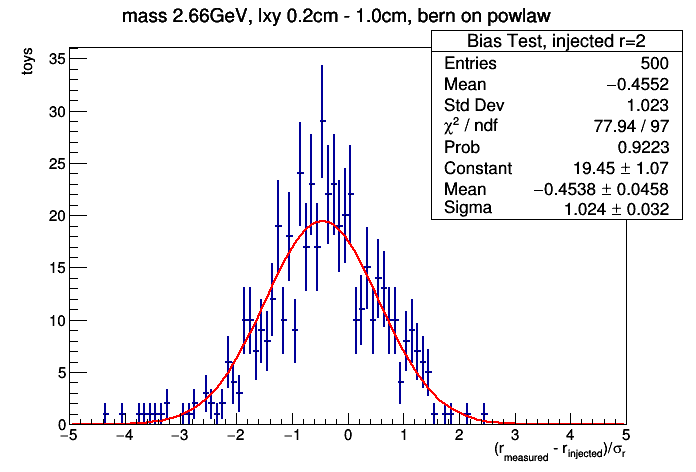 mass 2.66GeV, lxy 0.2cm - 1.0cm, bern on powlaw
Bias Test, injected r=2
Entries 500
Mean −0.4552
Std Dev 1.023
χ² / ndf 77.94 / 97
Prob 0.9223
Constant 19.45 ± 1.07
Mean −0.4538 ± 0.0458
Sigma 1.024 ± 0.032
toys
35
30
25
20
15
10
5
0
−5 −4 −3 −2 −1 0 1 2 3 4 5
(r_measured - r_injected)/σ_r